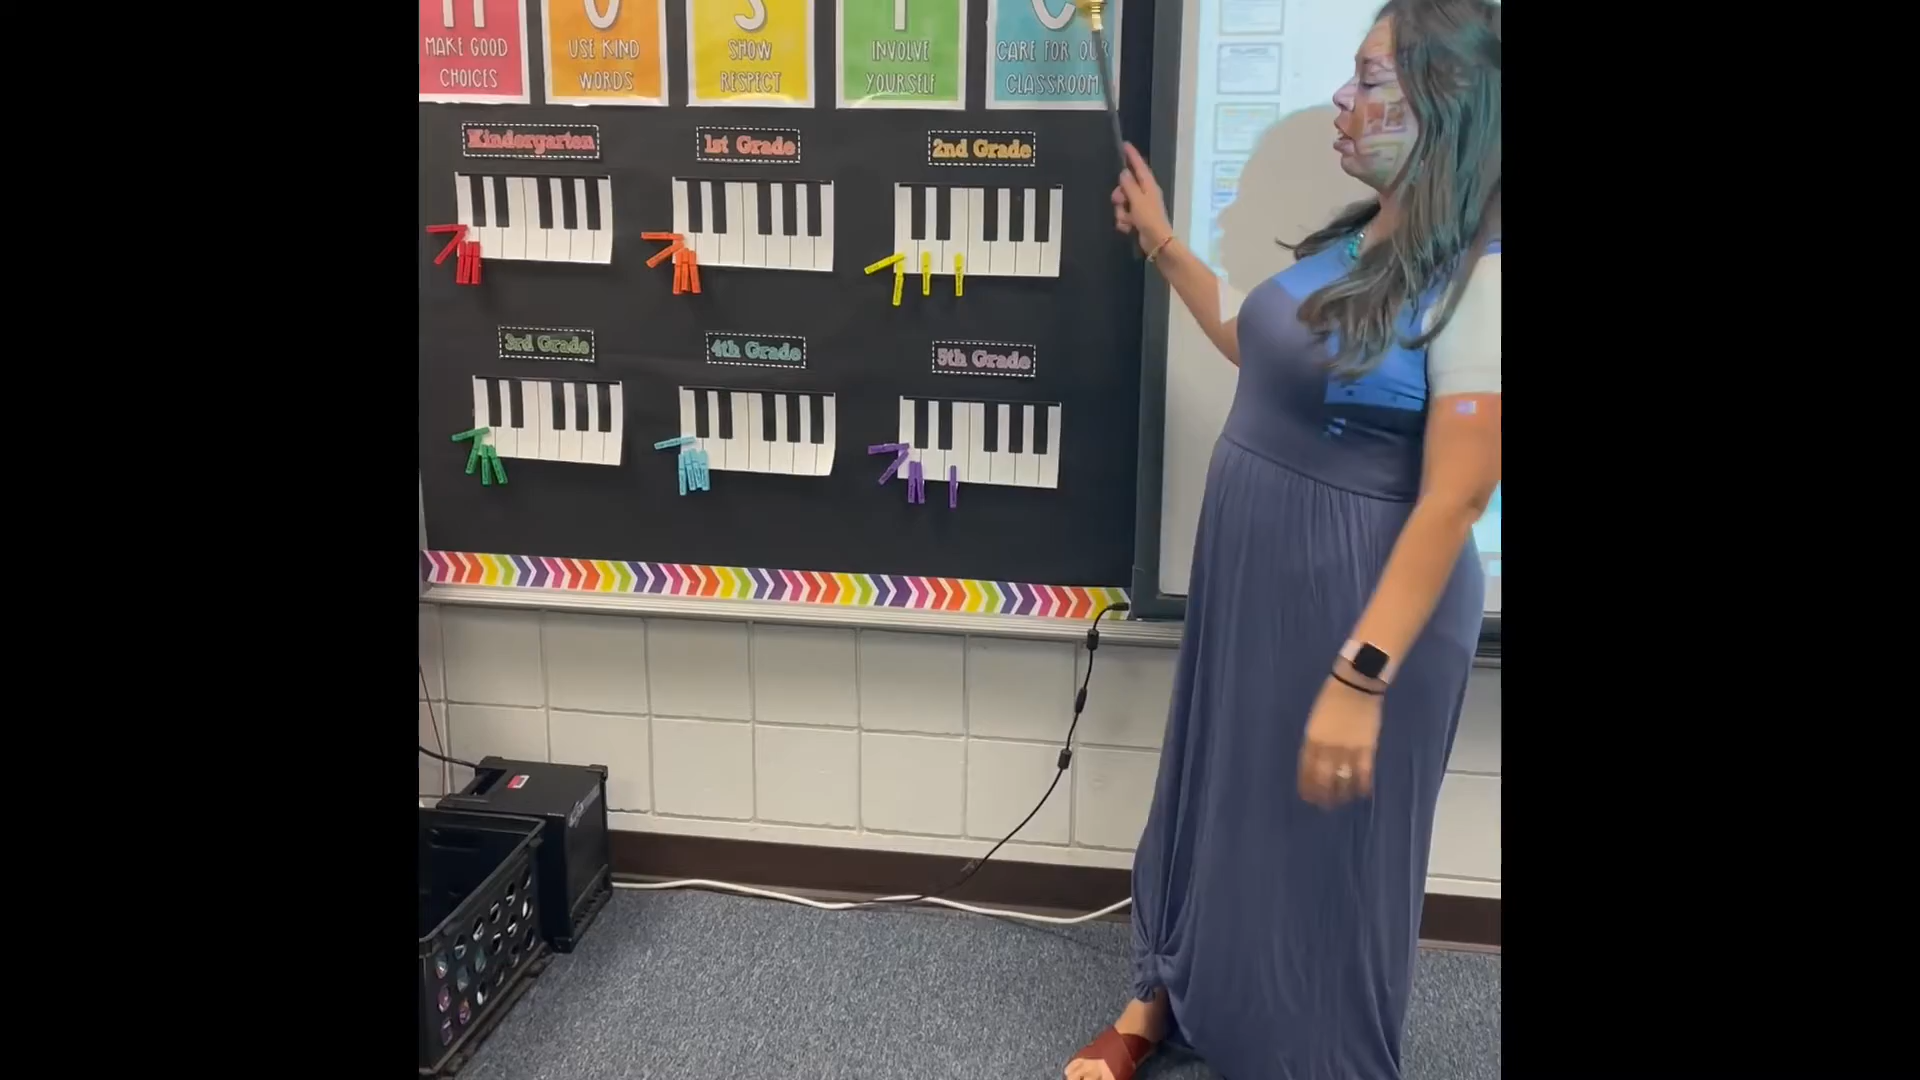 M U S I C
MAKE GOOD
CHOICES
USE KIND
WORDS
SHOW
RESPECT
INVOLVE
YOURSELF
CARE FOR OUR
CLASSROOM
Kindergarten
1st Grade
2nd Grade
3rd Grade
4th Grade
5th Grade